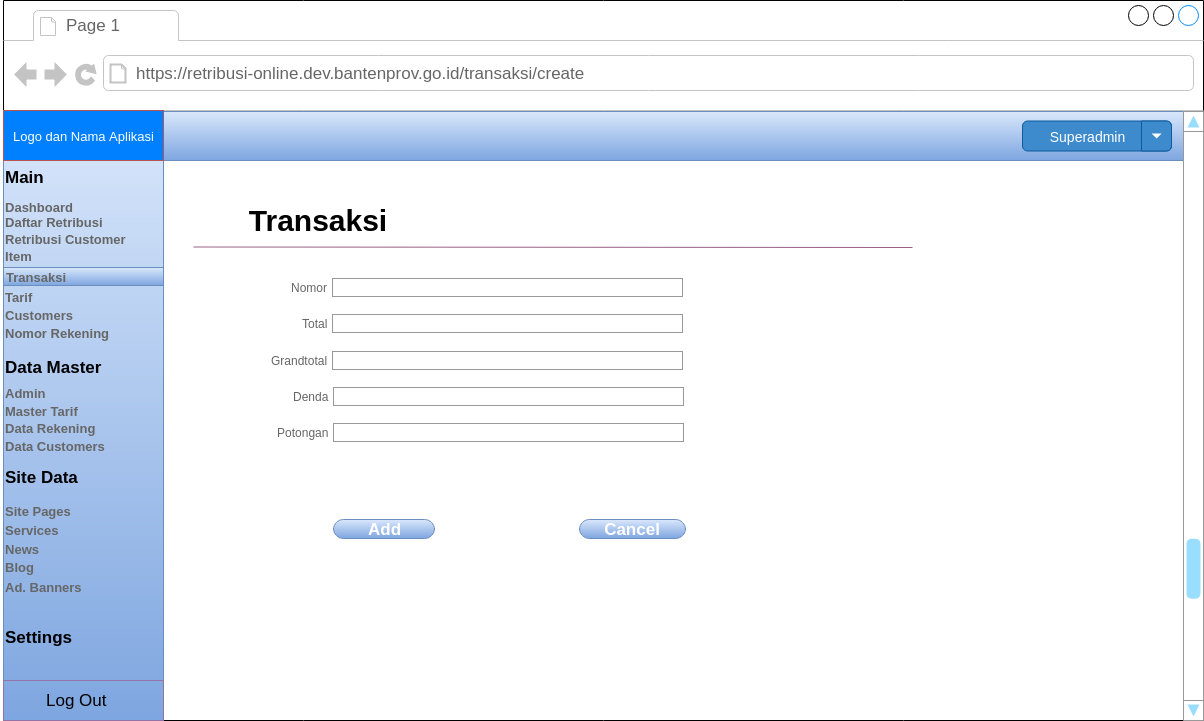 Page 1
https://retribusi-online.dev.bantenprov.go.id/transaksi/create
Logo dan Nama Aplikasi
Superadmin
Main
Dashboard
Daftar Retribusi
Retribusi Customer
Item
Transaksi
Tarif
Customers
Nomor Rekening
Data Master
Admin
Master Tarif
Data Rekening
Data Customers
Site Data
Site Pages
Services
News
Blog
Ad. Banners
Settings
Log Out
Transaksi
Nomor
Total
Grandtotal
Denda
Potongan
Add
Cancel